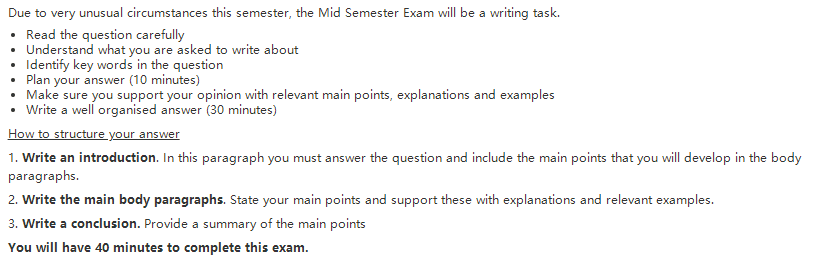 Due to very unusual circumstances this semester, the Mid Semester Exam will be a writing task.
• Read the question carefully
• Understand what you are asked to write about
• Identify key words in the question
• Plan your answer (10 minutes)
• Make sure you support your opinion with relevant main points, explanations and examples
• Write a well organised answer (30 minutes)
How to structure your answer
1. Write an introduction. In this paragraph you must answer the question and include the main points that you will develop in the body
paragraphs.
2. Write the main body paragraphs. State your main points and support these with explanations and relevant examples.
3. Write a conclusion. Provide a summary of the main points
You will have 40 minutes to complete this exam.